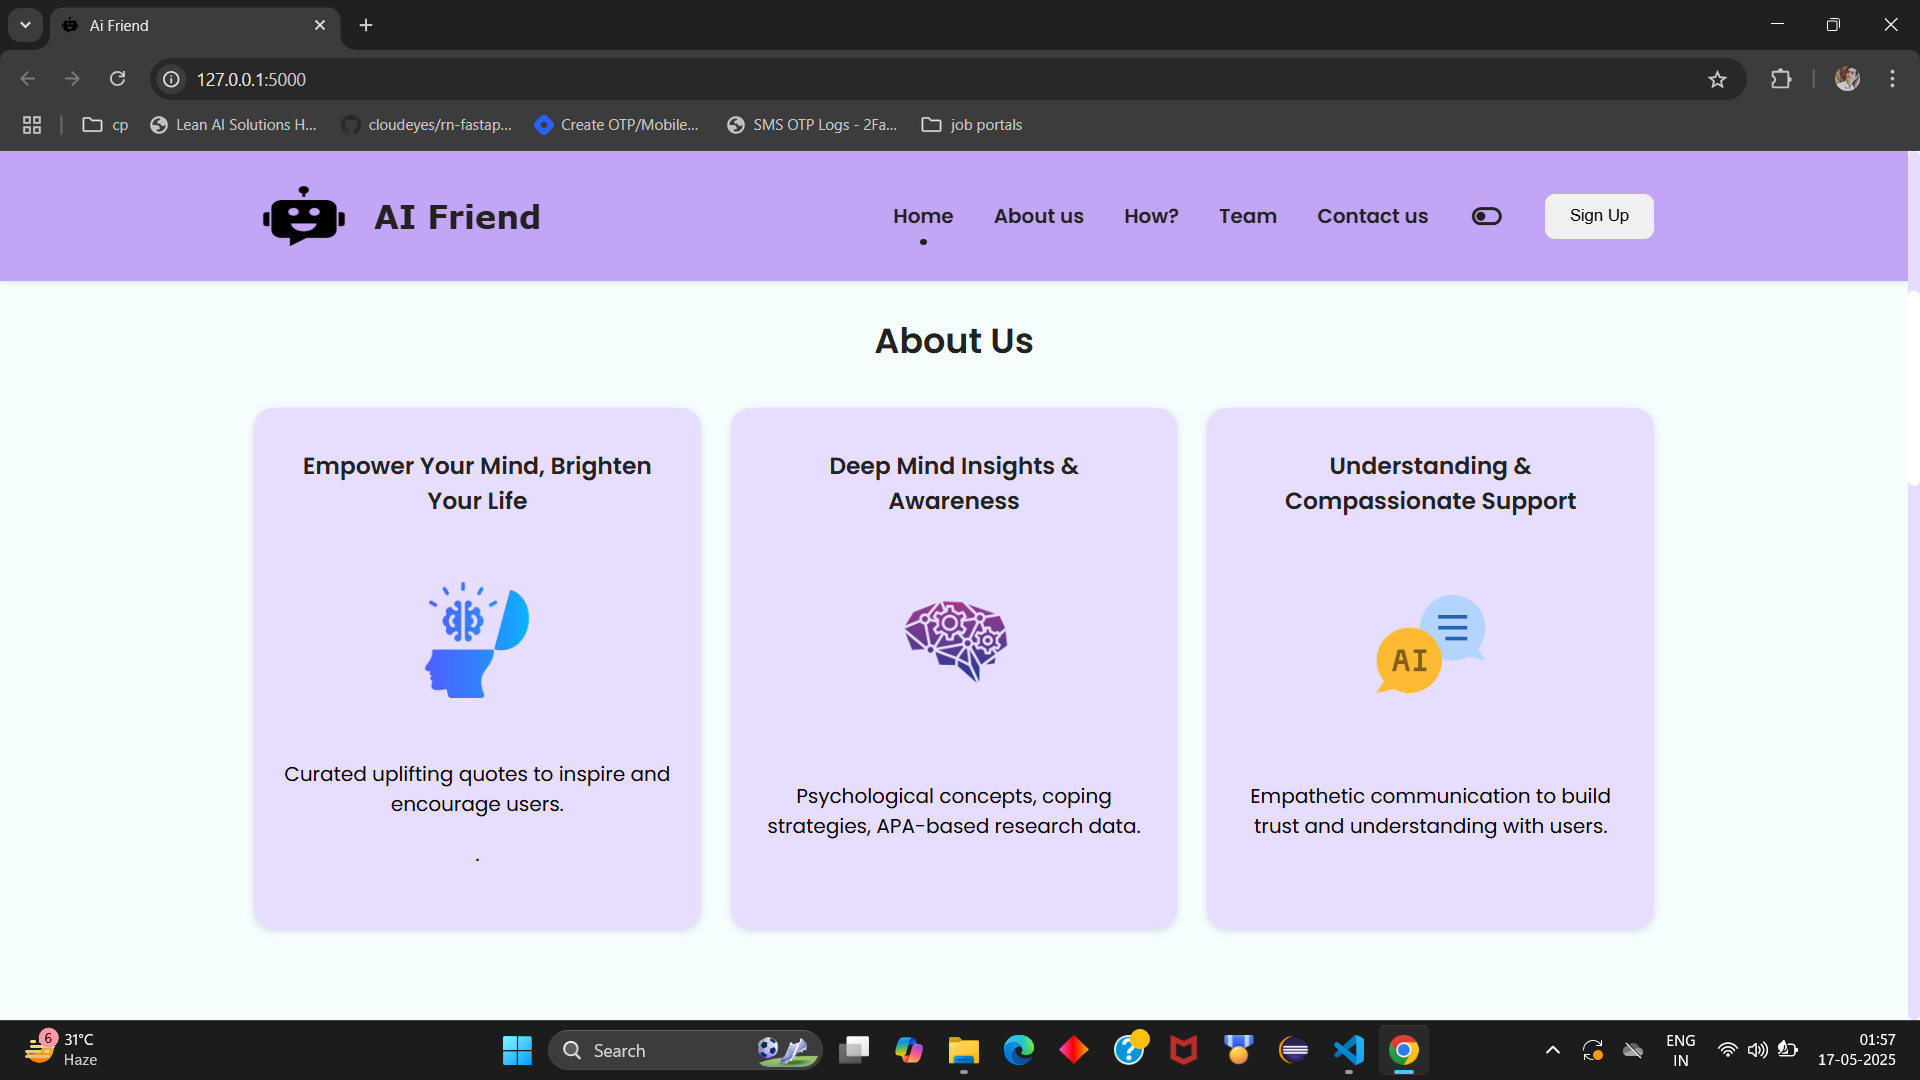 Ai Friend
127.0.0.1:5000
cp
Lean AI Solutions H...
cloudeyes/rn-fastap...
Create OTP/Mobile...
SMS OTP Logs - 2Fa...
job portals
AI Friend
Home
About us
How?
Team
Contact us
Sign Up
About Us
Empower Your Mind, Brighten
Your Life
Curated uplifting quotes to inspire and
encourage users.
.
Deep Mind Insights &
Awareness
Psychological concepts, coping
strategies, APA-based research data.
Understanding &
Compassionate Support
AI
Empathetic communication to build
trust and understanding with users.
6
31°C
Haze
Search
ENG
IN
01:57
17-05-2025